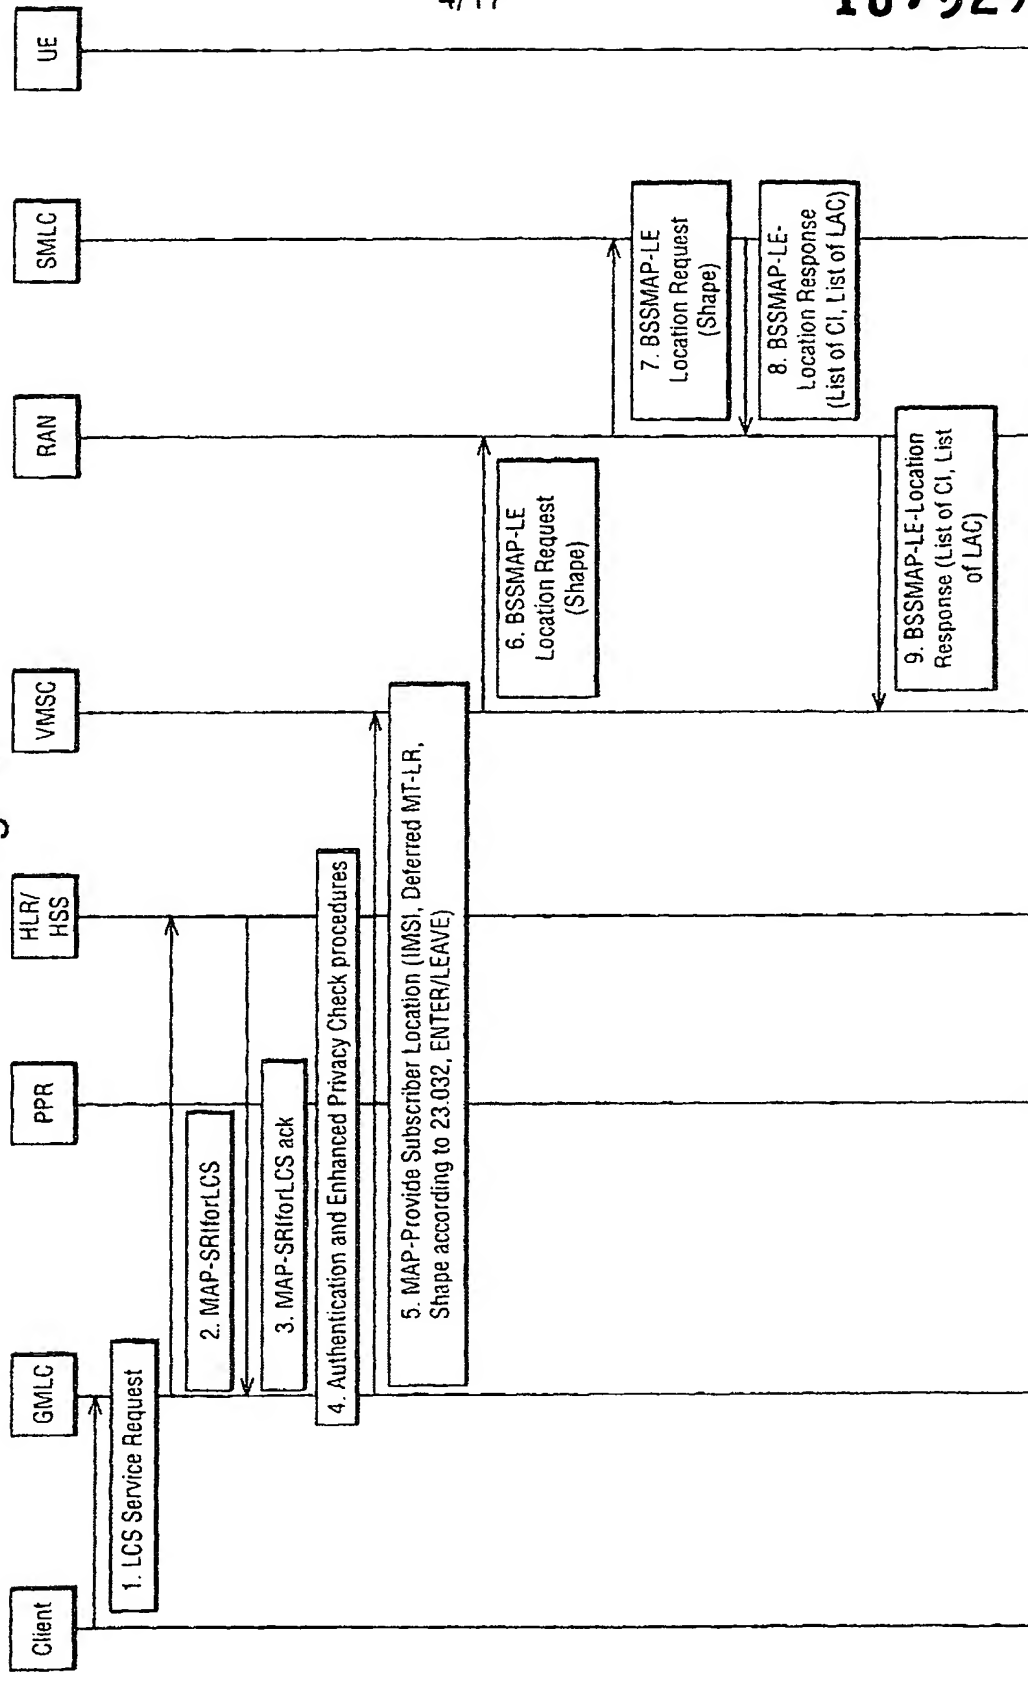 4/17
Client
GMLC
PPR
HLR/
HSS
VMSC
RAN
SMLC
UE
1. LCS Service Request
2. MAP-SRIforLCS
3. MAP-SRIforLCS ack
4. Authentication and Enhanced Privacy Check procedures
5. MAP-Provide Subscriber Location (IMSI, Deferred MT-LR,
Shape according to 23.032, ENTER/LEAVE)
6. BSSMAP-LE
Location Request
(Shape)
7. BSSMAP-LE
Location Request
(Shape)
8. BSSMAP-LE-
Location Response
(List of CI, List of LAC)
9. BSSMAP-LE-Location
Response (List of CI, List
of LAC)